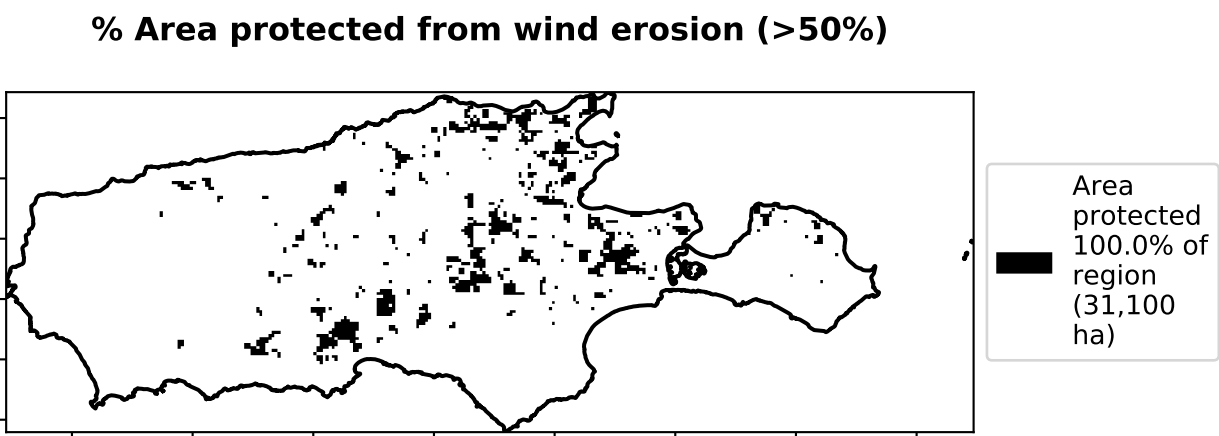 % Area protected from wind erosion (>50%)
Area
protected
100.0% of
region
(31,100
ha)